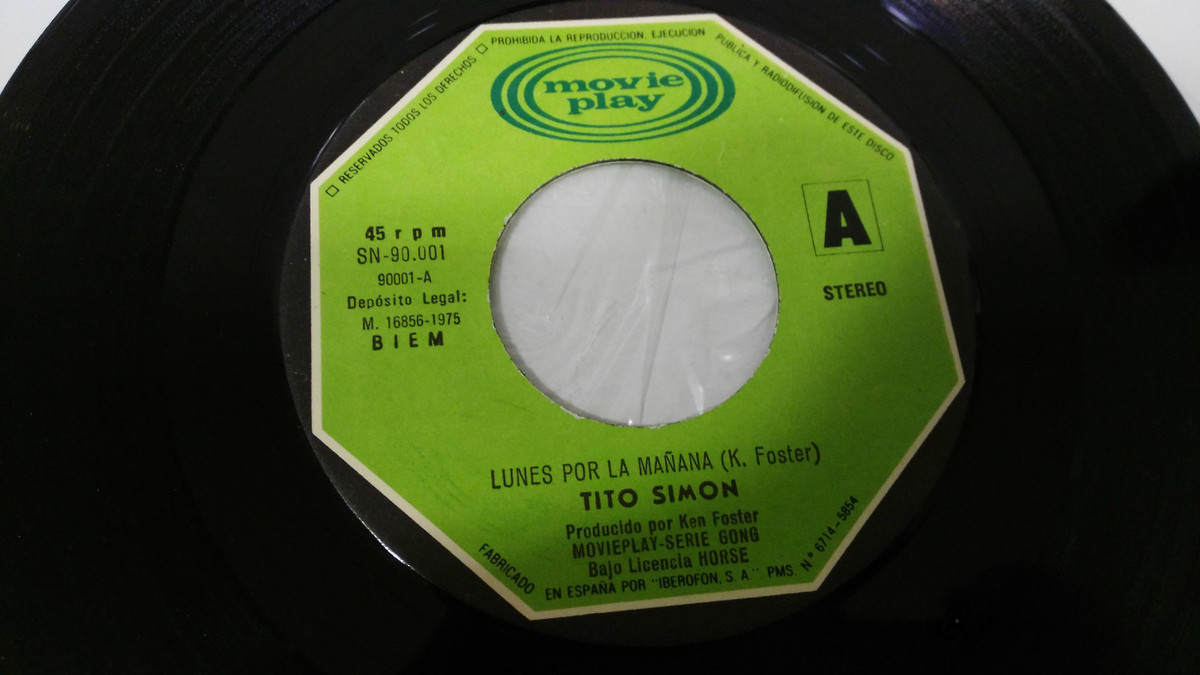 □ RESERVADOS TODOS LOS DERECHOS □ PROHIBIDA LA REPRODUCCION. EJECUCION PUBLICA Y RADIODIFUSION DE ESTE DISCO
movie
play
A
STEREO
45 rpm
SN-90.001
90001-A
Depósito Legal:
M. 16856-1975
BIEM
LUNES POR LA MAÑANA (K. Foster)
TITO SIMON
Producido por Ken Foster
MOVIEPLAY-SERIE GONG
Bajo Licencia HORSE
FABRICADO EN ESPAÑA POR "IBEROFON, S. A." PMS. N° 6714-5854